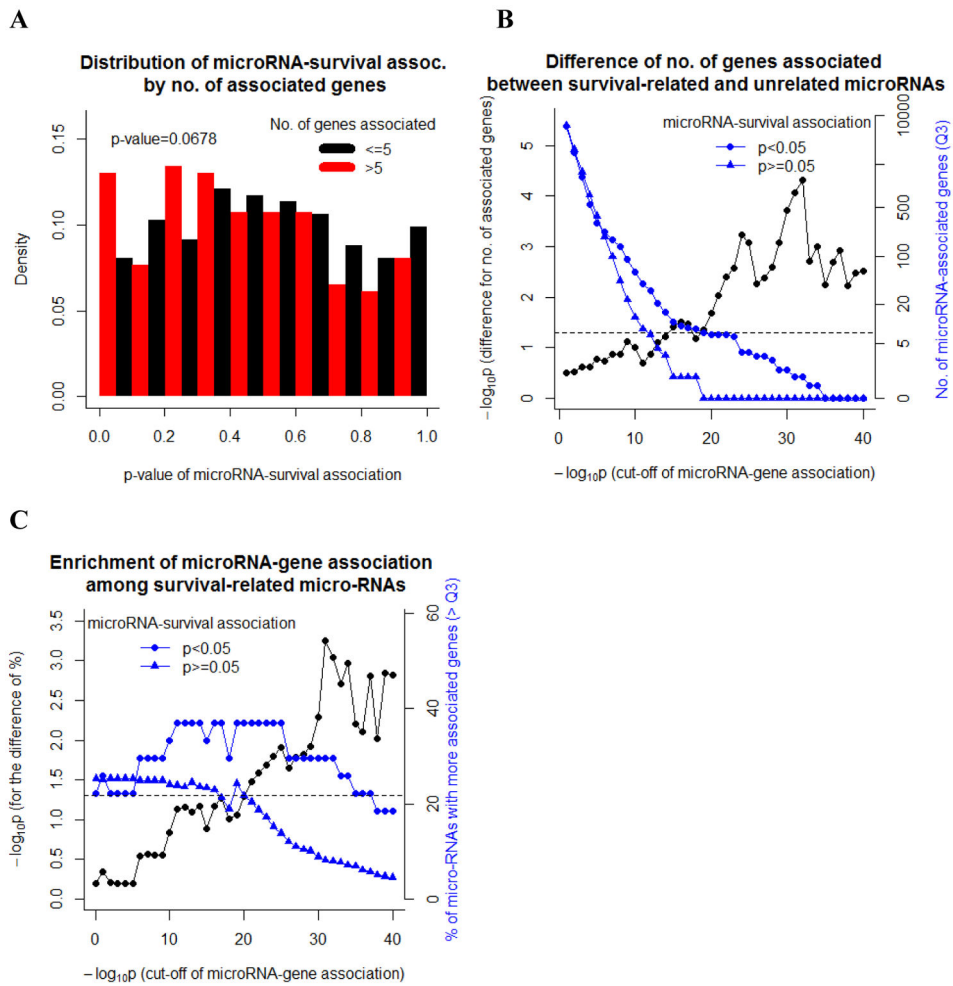 A
Distribution of microRNA-survival assoc.
by no. of associated genes
p-value=0.0678
No. of genes associated
<=5
>5
Density
0.00
0.05
0.10
0.15
0.0
0.2
0.4
0.6
0.8
1.0
p-value of microRNA-survival association
B
Difference of no. of genes associated
between survival-related and unrelated microRNAs
microRNA-survival association
p<0.05
p>=0.05
−log10p (difference for no. of associated genes)
0
1
2
3
4
5
No. of microRNA-associated genes (Q3)
0
5
20
100
500
10000
0
10
20
30
40
−log10p (cut-off of microRNA-gene association)
C
Enrichment of microRNA-gene association
among survival-related micro-RNAs
microRNA-survival association
p<0.05
p>=0.05
−log10p (for the difference of %)
0.0
0.5
1.0
1.5
2.0
2.5
3.0
3.5
% of micro-RNAs with more associated genes (> Q3)
0
20
40
60
0
10
20
30
40
−log10p (cut-off of microRNA-gene association)